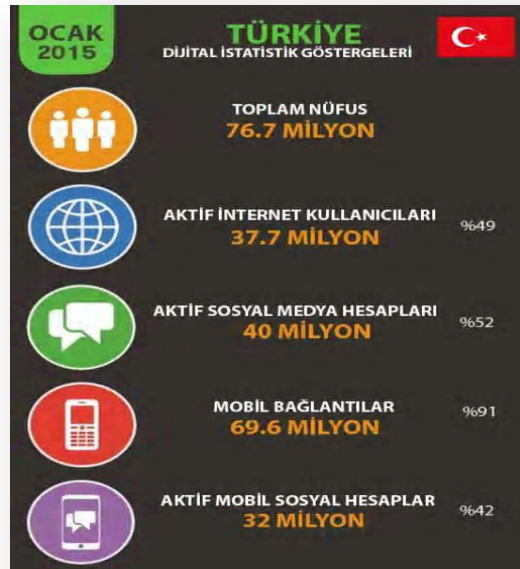 OCAK
2015
TÜRKİYE
DİJİTAL İSTATİSTİK GÖSTERGELERİ
TOPLAM NÜFUS
76.7 MİLYON
AKTİF İNTERNET KULLANICILARI
37.7 MİLYON
%49
AKTİF SOSYAL MEDYA HESAPLARI
40 MİLYON
%52
MOBİL BAĞLANTILAR
69.6 MİLYON
%91
AKTİF MOBİL SOSYAL HESAPLAR
32 MİLYON
%42